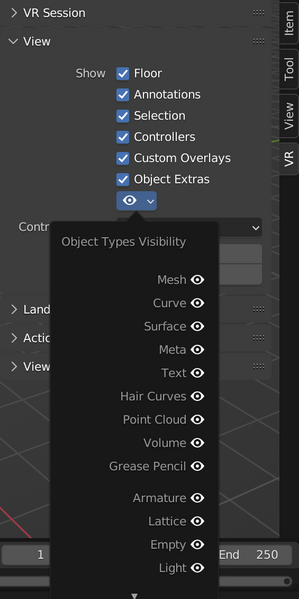 VR Session
View
Show Floor
Annotations
Selection
Controllers
Custom Overlays
Object Extras
Contr
Object Types Visibility
Mesh
Curve
Surface
Land
Meta
Actio
View
Text
Hair Curves
Point Cloud
Volume
Grease Pencil
Armature
Lattice
Empty
1 End 250
Light
Item
Tool
View
VR